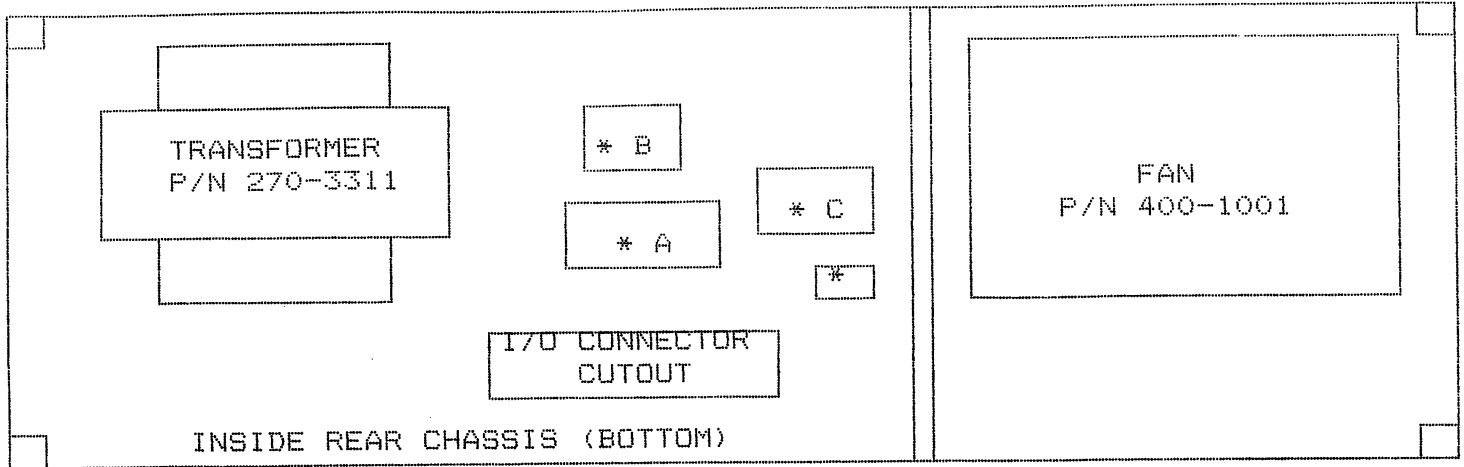 TRANSFORMER
P/N 270-3311
* B
* C
* A
*
FAN
P/N 400-1001
I/O CONNECTOR
CUTOUT
INSIDE REAR CHASSIS (BOTTOM)